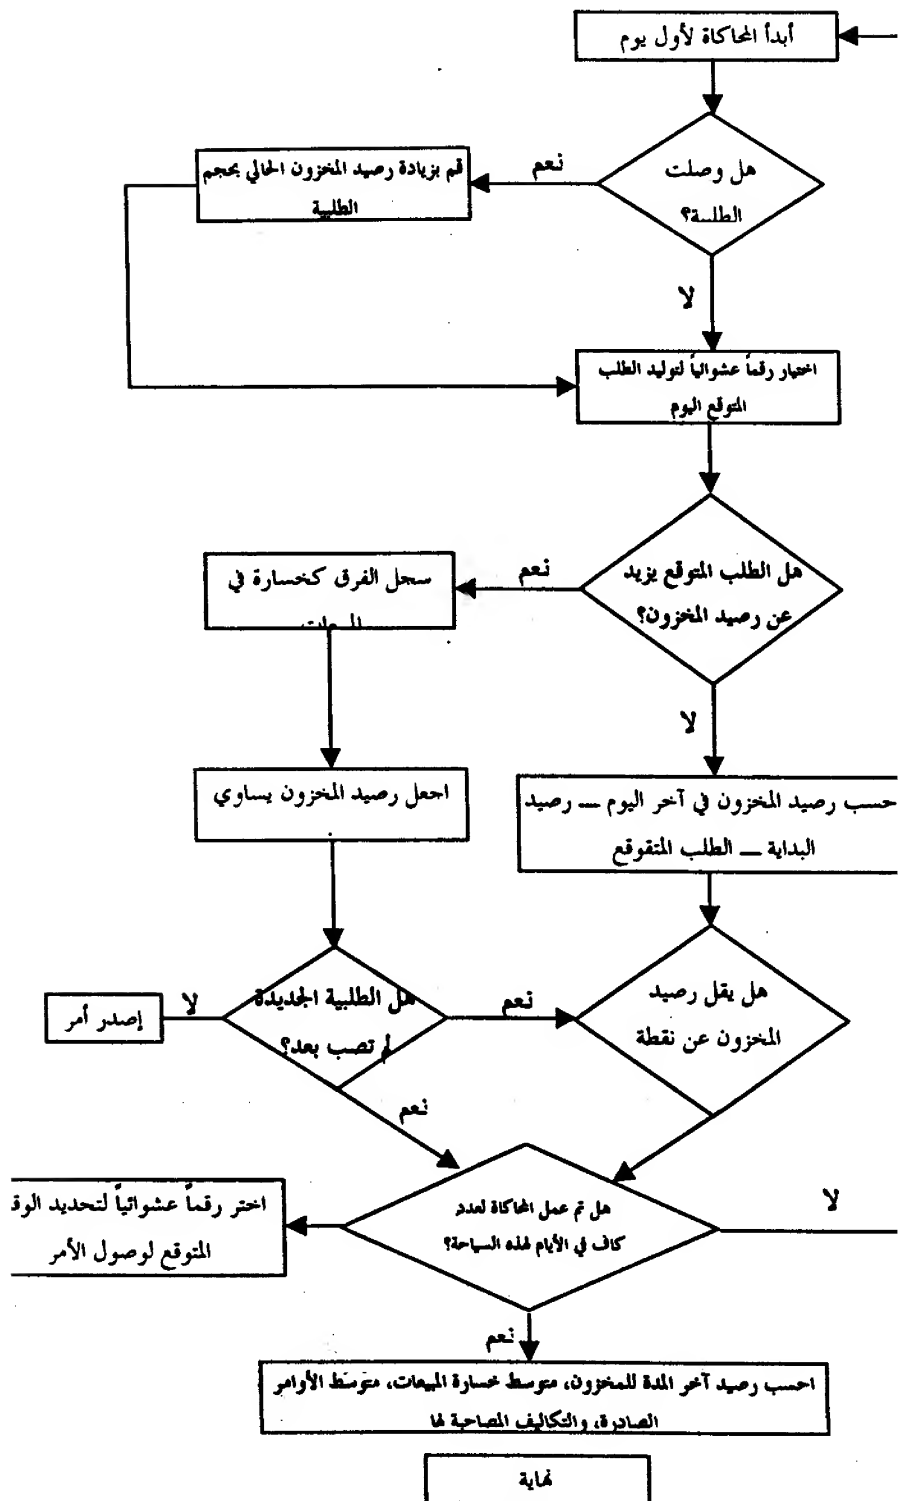 أبدأ المحاكاة لأول يوم
هل وصلت
الطلبية؟
نعم
قم بزيادة رصيد المخزون الحالي بحجم
الطلبية
لا
اختيار رقماً عشوائياً لتوليد الطلب
المتوقع اليوم
هل الطلب المتوقع يزيد
عن رصيد المخزون؟
نعم
سجل الفرق كخسارة في
لا
اجعل رصيد المخزون يساوي
حسب رصيد المخزون في آخر اليوم — رصيد
البداية — الطلب المتقوقع
هل يقل رصيد
المخزون عن نقطة
نعم
هل الطلبية الجديدة
لم تصب بعد؟
لا
إصدر أمر
نعم
هل تم عمل المحاكاة لعدد
كاف في الأيام لهذه السياحة؟
لا
اختر رقماً عشوائياً لتحديد الوقـ
المتوقع لوصول الأمر
نعم
احسب رصيد آخر المدة للمخزون، متوسط خسارة المبيعات، متوسط الأوامر
الصادرة، والتكاليف المصاحبة لها
نهاية